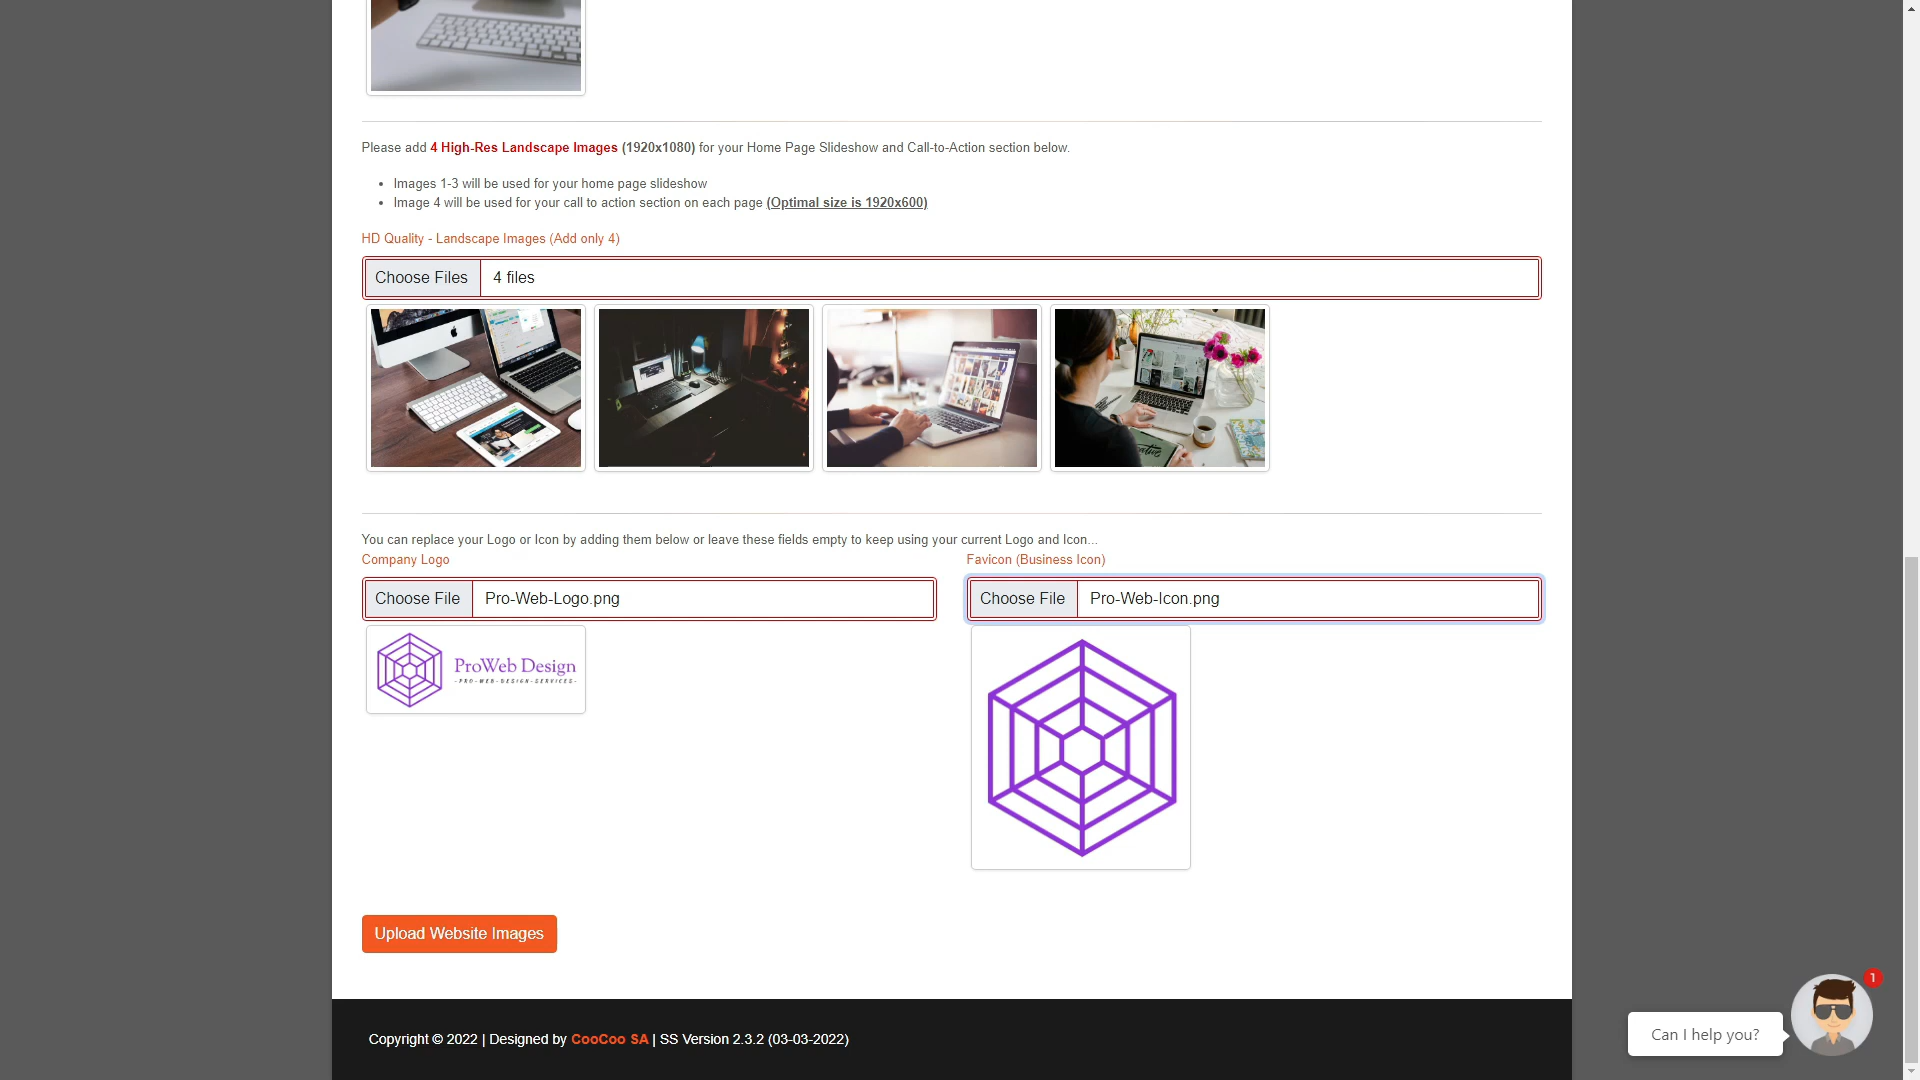 Please add 4 High-Res Landscape Images (1920x1080) for your Home Page Slideshow and Call-to-Action section below.
Images 1-3 will be used for your home page slideshow
Image 4 will be used for your call to action section on each page (Optimal size is 1920x600)
HD Quality - Landscape Images (Add only 4)
Choose Files 4 files
You can replace your Logo or Icon by adding them below or leave these fields empty to keep using your current Logo and Icon...
Company Logo
Favicon (Business Icon)
Choose File Pro-Web-Logo.png
Choose File Pro-Web-Icon.png
ProWeb Design
-PRO-WEB-DESIGN-SERVICES-
Upload Website Images
Copyright © 2022 | Designed by CooCoo SA | SS Version 2.3.2 (03-03-2022)
Can I help you?
1